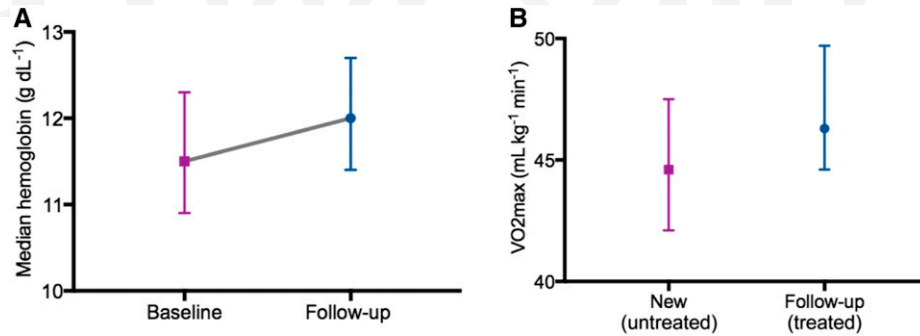 A
Median hemoglobin (g dL⁻¹)
13
12
11
10
Baseline
Follow-up
B
VO2max (mL kg⁻¹ min⁻¹)
50
45
40
New
(untreated)
Follow-up
(treated)